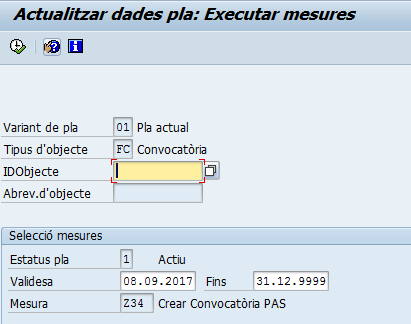 Actualitzar dades pla: Executar mesures
Variant de pla 01 Pla actual
Tipus d'objecte FC Convocatòria
IDObjecte
Abrev.d'objecte
Selecció mesures
Estatus pla 1 Actiu
Validesa 08.09.2017 Fins 31.12.9999
Mesura Z34 Crear Convocatòria PAS